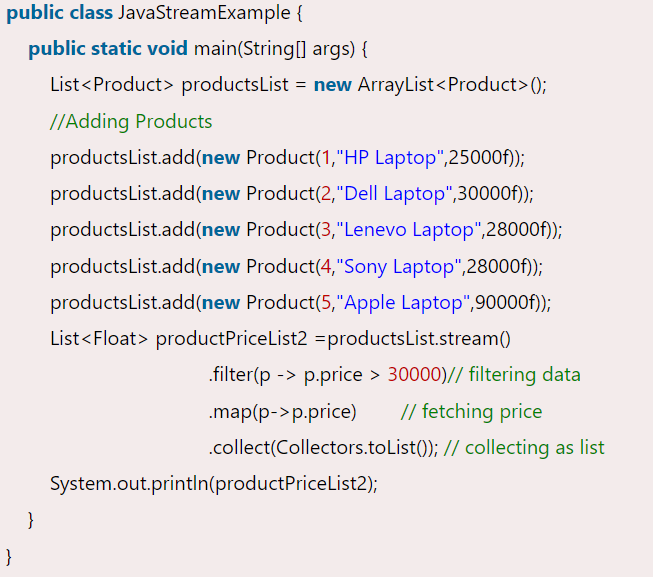 public class JavaStreamExample {
public static void main(String[] args) {
List<Product> productsList = new ArrayList<Product>();
//Adding Products
productsList.add(new Product(1,"HP Laptop",25000f));
productsList.add(new Product(2,"Dell Laptop",30000f));
productsList.add(new Product(3,"Lenevo Laptop",28000f));
productsList.add(new Product(4,"Sony Laptop",28000f));
productsList.add(new Product(5,"Apple Laptop",90000f));
List<Float> productPriceList2 =productsList.stream()
.filter(p -> p.price > 30000)// filtering data
.map(p->p.price) // fetching price
.collect(Collectors.toList()); // collecting as list
System.out.println(productPriceList2);
}
}